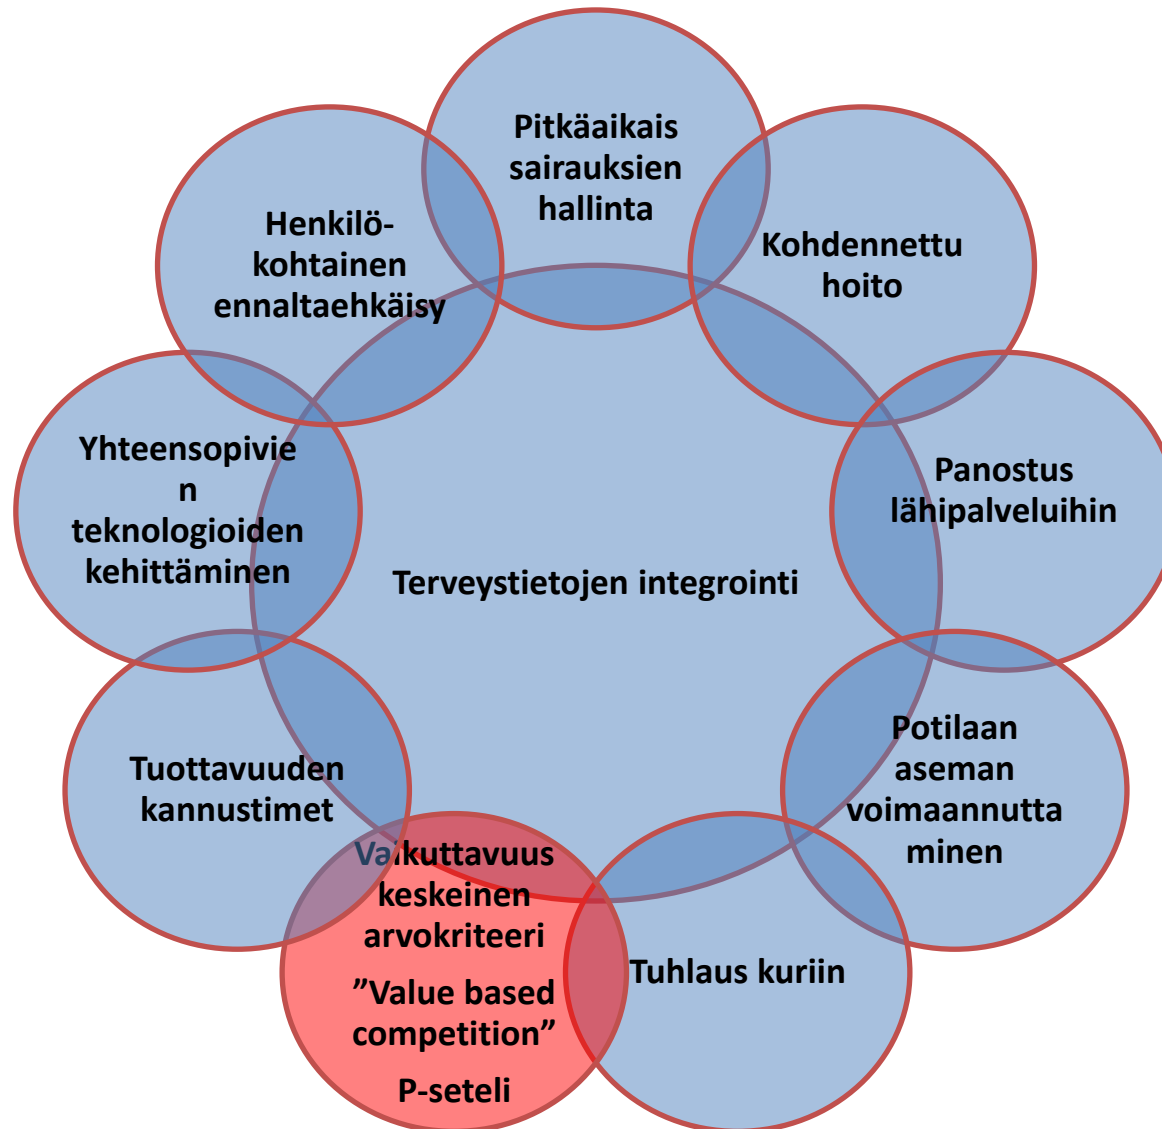 Pitkäaikais
sairauksien
hallinta
Kohdennettu
hoito
Panostus
lähipalveluihin
Potilaan
aseman
voimaannutta
minen
Tuhlaus kuriin
Vaikuttavuus
keskeinen
arvokriteeri
”Value based
competition”
P-seteli
Tuottavuuden
kannustimet
Yhteensopivie
n
teknologioiden
kehittäminen
Henkilö-
kohtainen
ennaltaehkäisy
Terveystietojen integrointi